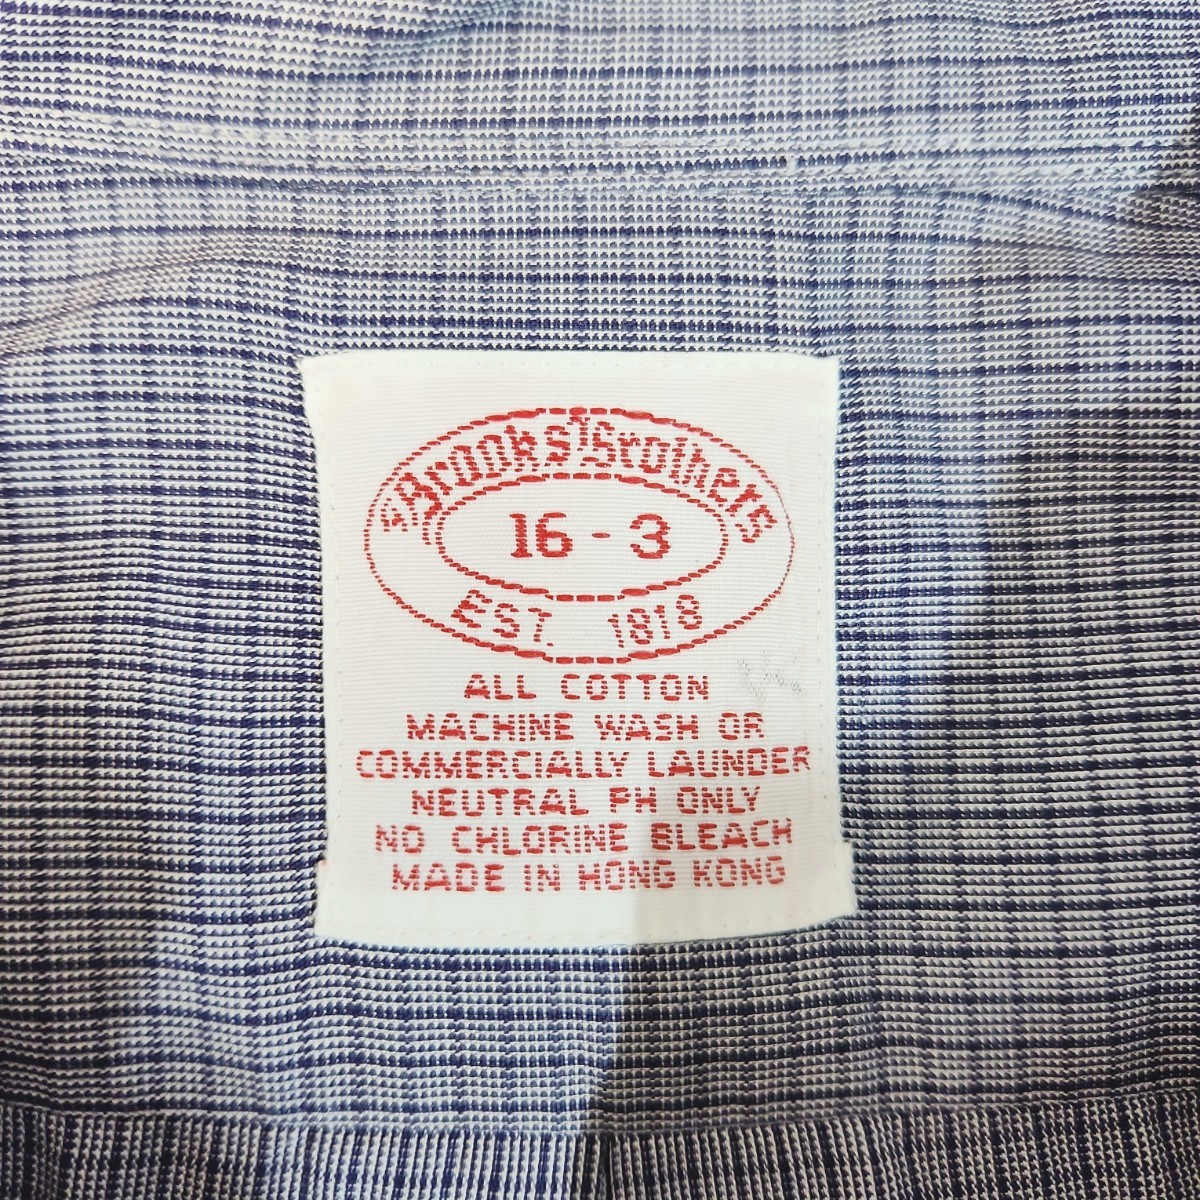 "Brooks Brothers"
16 - 3
EST. 1818
ALL COTTON
MACHINE WASH OR
COMMERCIALLY LAUNDER
NEUTRAL PH ONLY
NO CHLORINE BLEACH
MADE IN HONG KONG